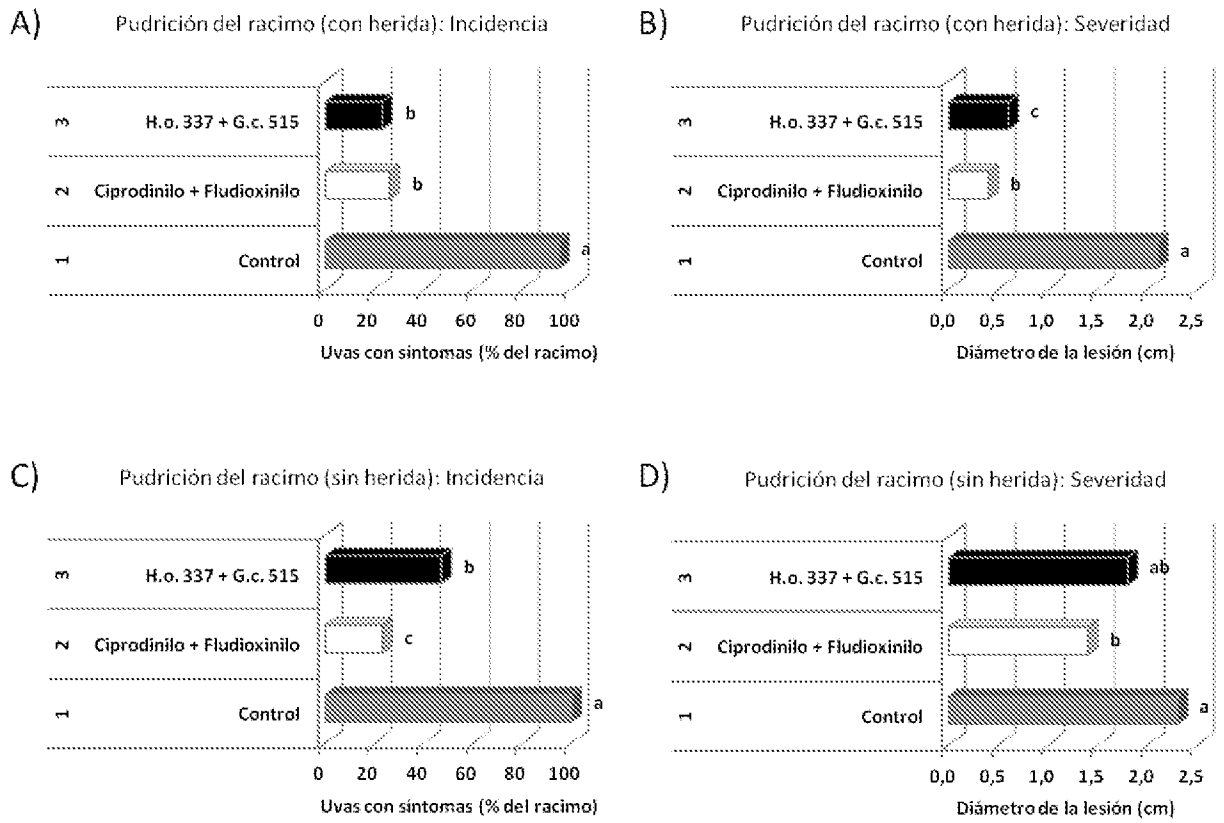 A)
Pudrición del racimo (con herida): Incidencia
3
H.o. 337 + G.c. 515
b
2
Ciprodinilo + Fludioxinilo
b
1
Control
a
0 20 40 60 80 100
Uvas con síntomas (% del racimo)
B)
Pudrición del racimo (con herida): Severidad
3
H.o. 337 + G.c. 515
c
2
Ciprodinilo + Fludioxinilo
b
1
Control
a
0,0 0,5 1,0 1,5 2,0 2,5
Diámetro de la lesión (cm)
C)
Pudrición del racimo (sin herida): Incidencia
3
H.o. 337 + G.c. 515
b
2
Ciprodinilo + Fludioxinilo
c
1
Control
a
0 20 40 60 80 100
Uvas con síntomas (% del racimo)
D)
Pudrición del racimo (sin herida): Severidad
3
H.o. 337 + G.c. 515
ab
2
Ciprodinilo + Fludioxinilo
b
1
Control
a
0,0 0,5 1,0 1,5 2,0 2,5
Diámetro de la lesión (cm)